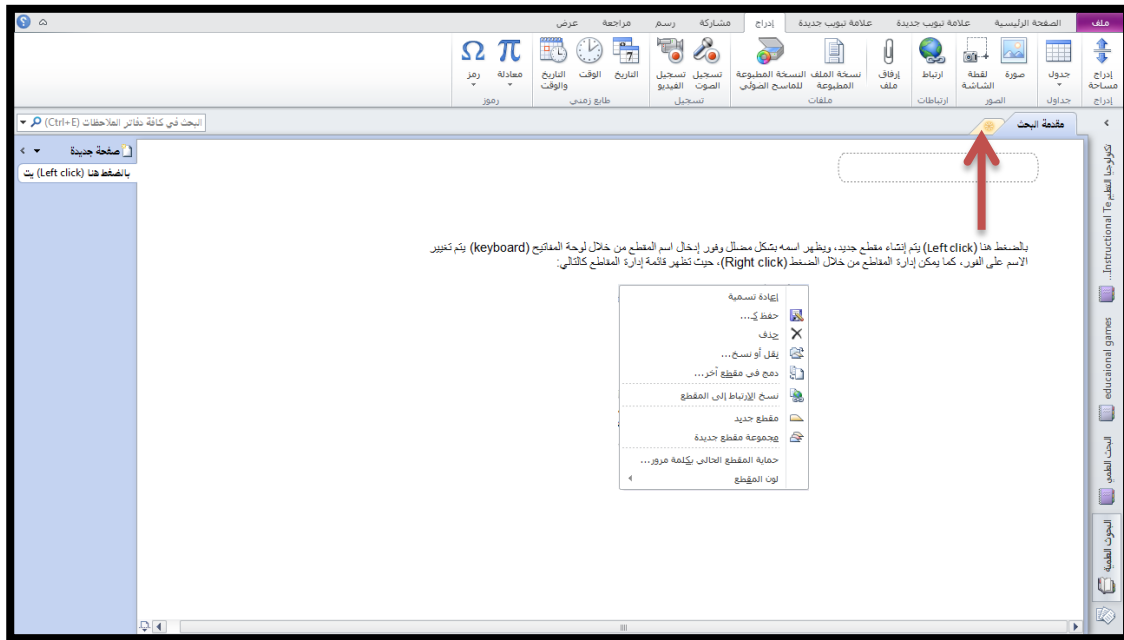 ملف
الصفحة الرئيسية
علامة تبويب جديدة
علامة تبويب جديدة
إدراج
مشاركة
رسم
مراجعة
عرض
إدراج مساحة
جدول
صورة
لقطة الشاشة
ارتباط
إرفاق ملف
نسخة الملف المطبوعة
النسخة المطبوعة للماسح الضوئي
تسجيل الصوت
تسجيل الفيديو
التاريخ
الوقت
التاريخ والوقت
معادلة
رمز
إدراج
جداول
الصور
ارتباطات
ملفات
تسجيل
طابع زمني
رموز
مقدمة البحث
البحث في كافة دفاتر الملاحظات (Ctrl+E)
صفحة جديدة
بالضغط هنا (Left click) يت
بالضغط هنا (Left click) يتم إنشاء مقطع جديد، ويظهر اسمه بشكل مضلل وفور إدخال اسم المقطع من خلال لوحة المفاتيح (keyboard) يتم تغيير
الاسم على الفور، كما يمكن إدارة المقاطع من خلال الضغط (Right click)، حيث تظهر قائمة إدارة المقاطع كالتالي:
إعادة تسمية
حفظ كـ...
حذف
نقل أو نسخ...
دمج في مقطع آخر...
نسخ الارتباط إلى المقطع
مقطع جديد
مجموعة مقطع جديدة
حماية المقطع الحالي بكلمة مرور...
لون المقطع
تكنولوجيا التعليم Instructional Te...
educaional games
البحث العلمي
البحوث العلمية